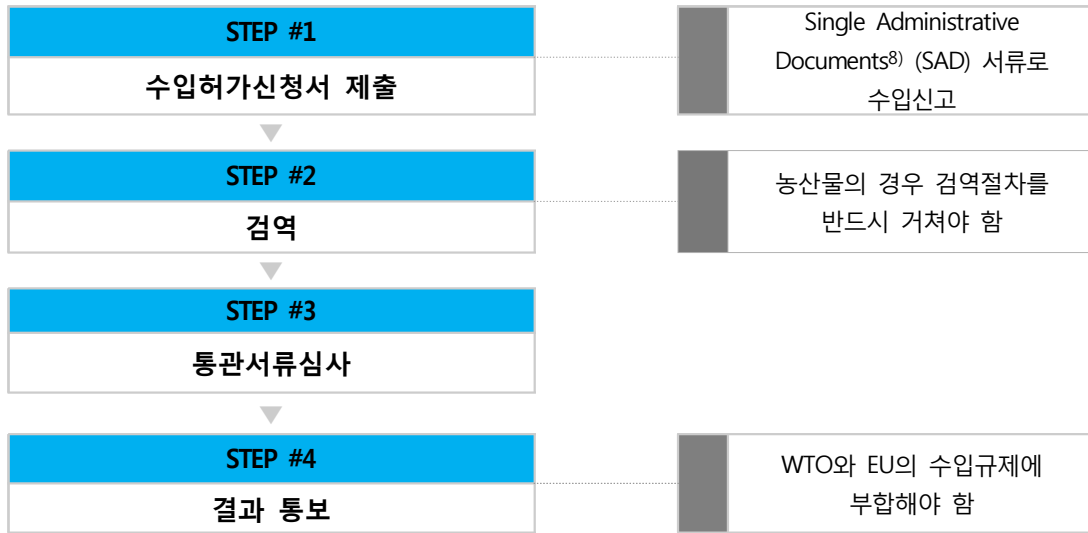 STEP #1
수입허가신청서 제출
Single Administrative
Documents8) (SAD) 서류로
수입신고
STEP #2
검역
농산물의 경우 검역절차를
반드시 거쳐야 함
STEP #3
통관서류심사
STEP #4
결과 통보
WTO와 EU의 수입규제에
부합해야 함